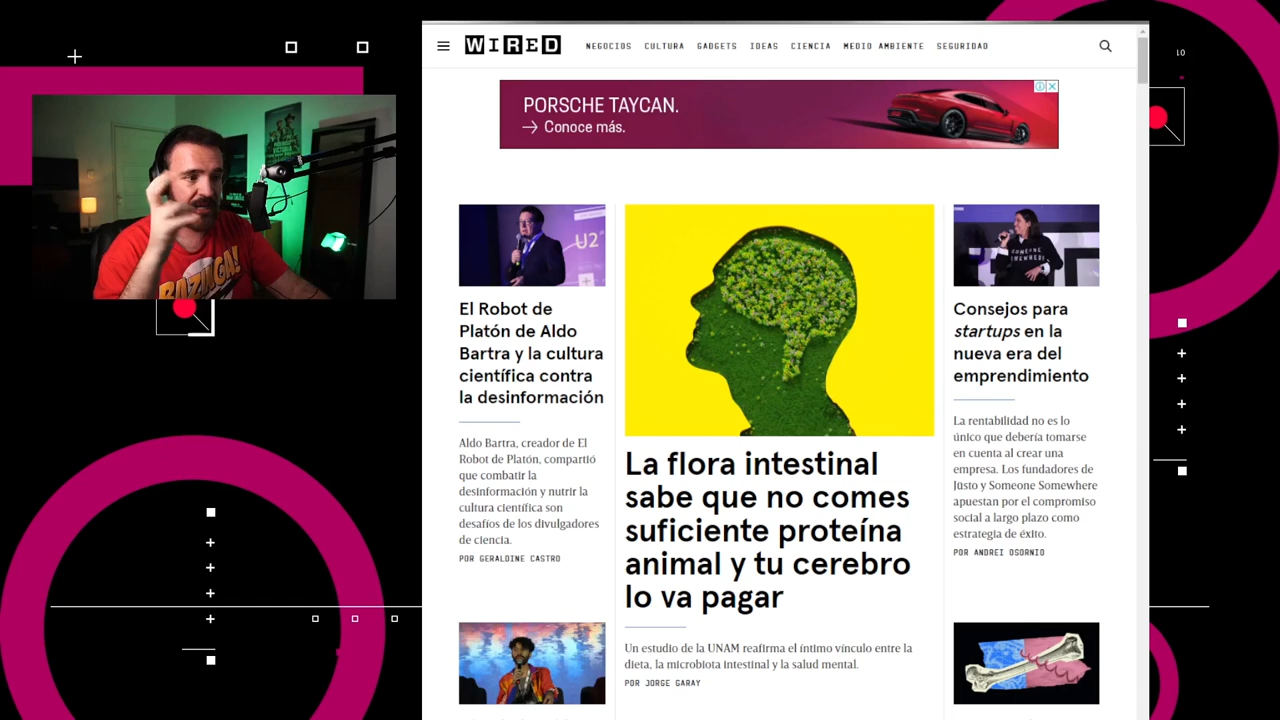 WIRED
NEGOCIOS CULTURA GADGETS IDEAS CIENCIA MEDIO AMBIENTE SEGURIDAD
PORSCHE TAYCAN.
→ Conoce más.
BAZINGA!
U2
El Robot de
Platón de Aldo
Bartra y la cultura
científica contra
la desinformación
Aldo Bartra, creador de El
Robot de Platón, compartió
que combatir la
desinformación y nutrir la
cultura científica son
desafíos de los divulgadores
de ciencia.
POR GERALDINE CASTRO
La flora intestinal
sabe que no comes
suficiente proteína
animal y tu cerebro
lo va pagar
Un estudio de la UNAM reafirma el íntimo vínculo entre la
dieta, la microbiota intestinal y la salud mental.
POR JORGE GARAY
SOMEONE
SOMEWHERE
Consejos para
startups en la
nueva era del
emprendimiento
La rentabilidad no es lo
único que debería tomarse
en cuenta al crear una
empresa. Los fundadores de
Jüsto y Someone Somewhere
apuestan por el compromiso
social a largo plazo como
estrategia de éxito.
POR ANDREI OSORNIO